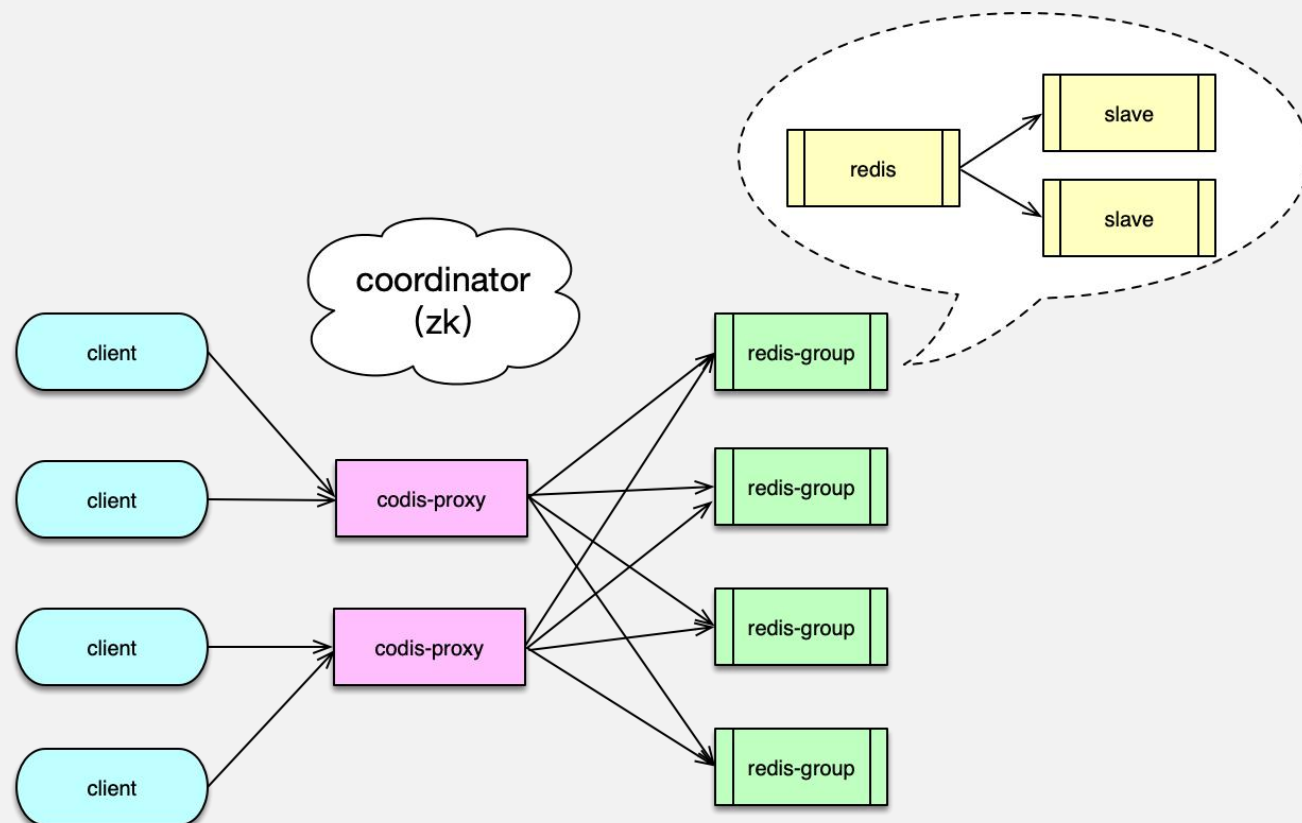 slave
redis
slave
coordinator
(zk)
client
redis-group
client
codis-proxy
redis-group
client
codis-proxy
redis-group
client
redis-group